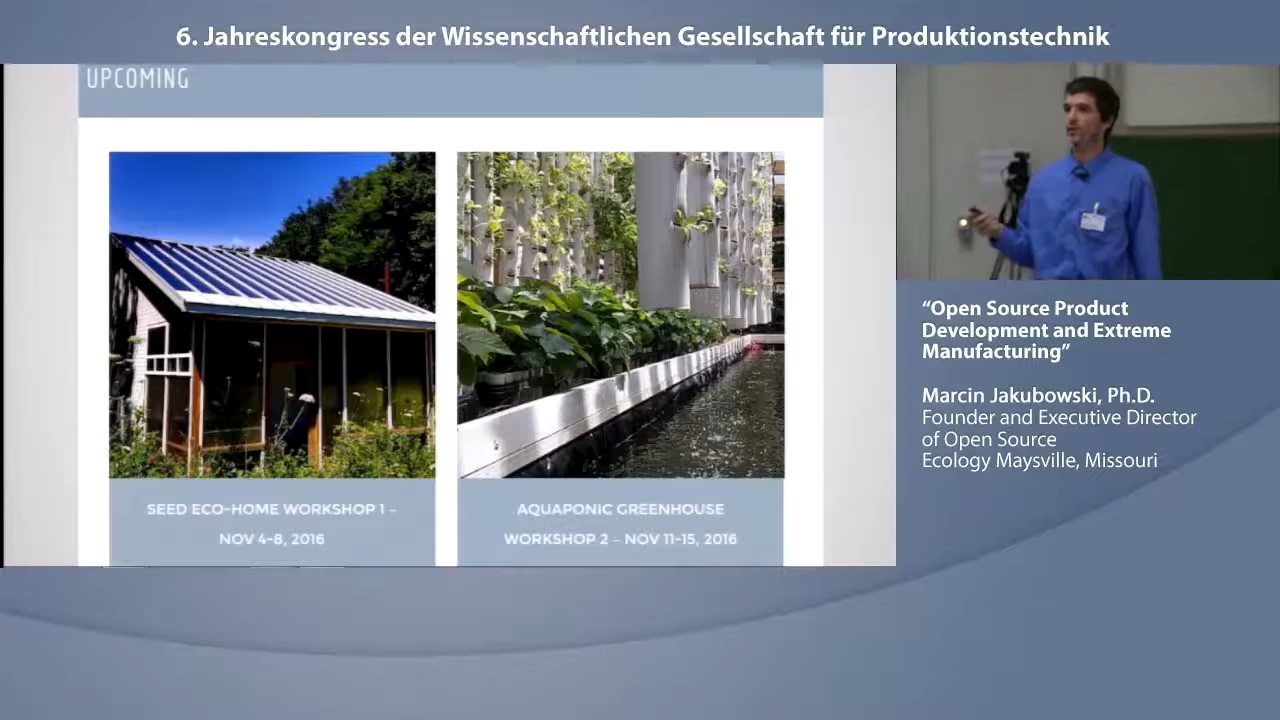 6. Jahreskongress der Wissenschaftlichen Gesellschaft für Produktionstechnik
UPCOMING
SEED ECO-HOME WORKSHOP 1 –
NOV 4-8, 2016
AQUAPONIC GREENHOUSE
WORKSHOP 2 – NOV 11-15, 2016
“Open Source Product
Development and Extreme
Manufacturing”
Marcin Jakubowski, Ph.D.
Founder and Executive Director
of Open Source
Ecology Maysville, Missouri